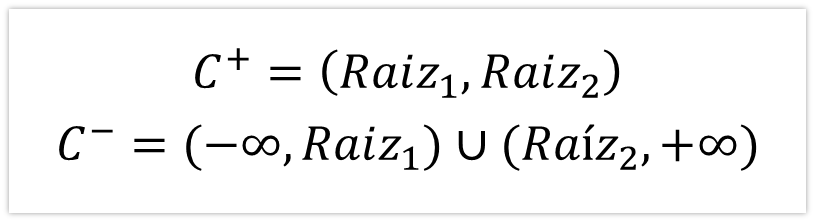 C⁺ = (Raiz₁, Raiz₂)
C⁻ = (−∞, Raiz₁) ∪ (Raíz₂, +∞)